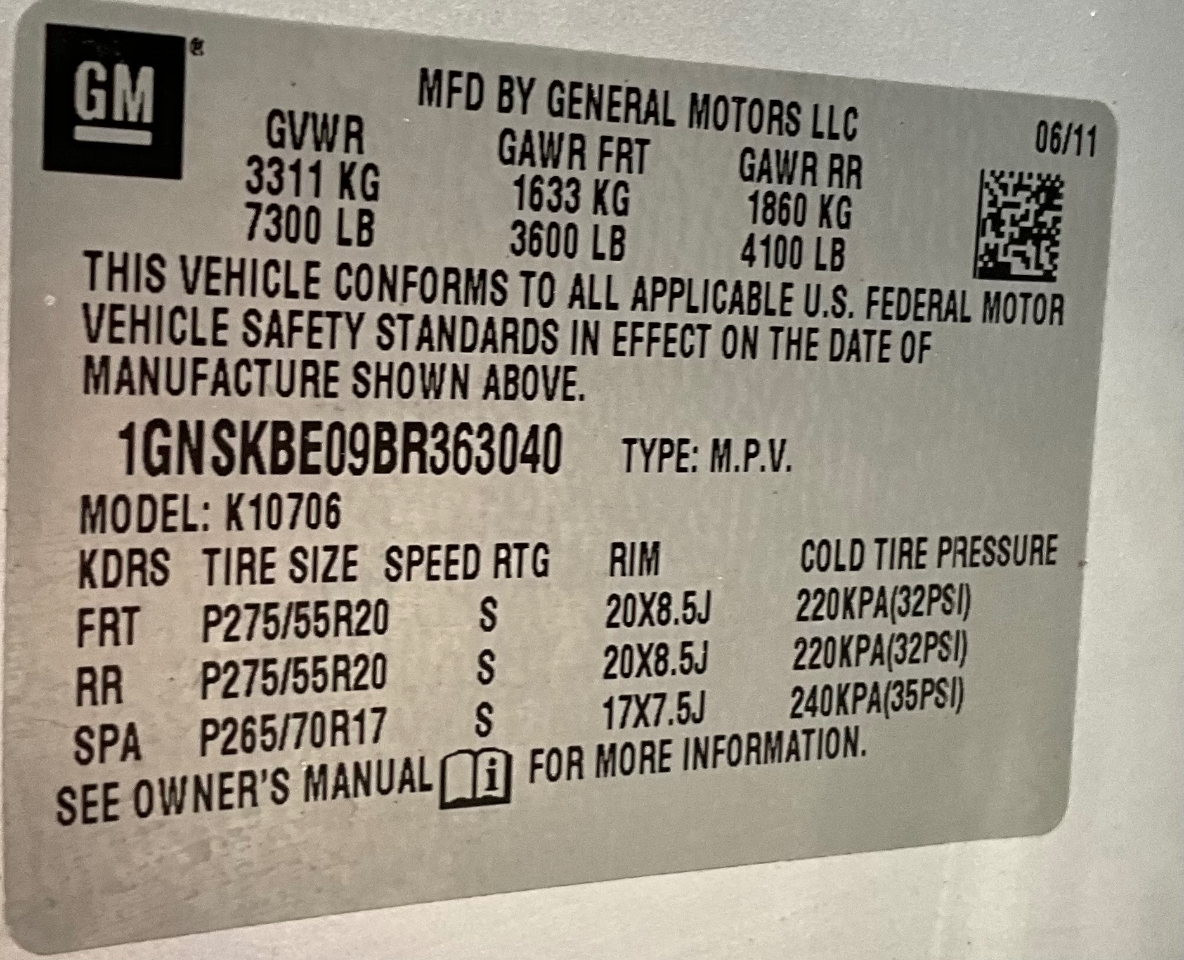 GM®
MFD BY GENERAL MOTORS LLC
06/11
GVWR GAWR FRT GAWR RR
3311 KG 1633 KG 1860 KG
7300 LB 3600 LB 4100 LB
THIS VEHICLE CONFORMS TO ALL APPLICABLE U.S. FEDERAL MOTOR
VEHICLE SAFETY STANDARDS IN EFFECT ON THE DATE OF
MANUFACTURE SHOWN ABOVE.
1GNSKBE09BR363040 TYPE: M.P.V.
MODEL: K10706
KDRS TIRE SIZE SPEED RTG RIM COLD TIRE PRESSURE
FRT P275/55R20 S 20X8.5J 220KPA(32PSI)
RR P275/55R20 S 20X8.5J 220KPA(32PSI)
SPA P265/70R17 S 17X7.5J 240KPA(35PSI)
SEE OWNER'S MANUAL i FOR MORE INFORMATION.